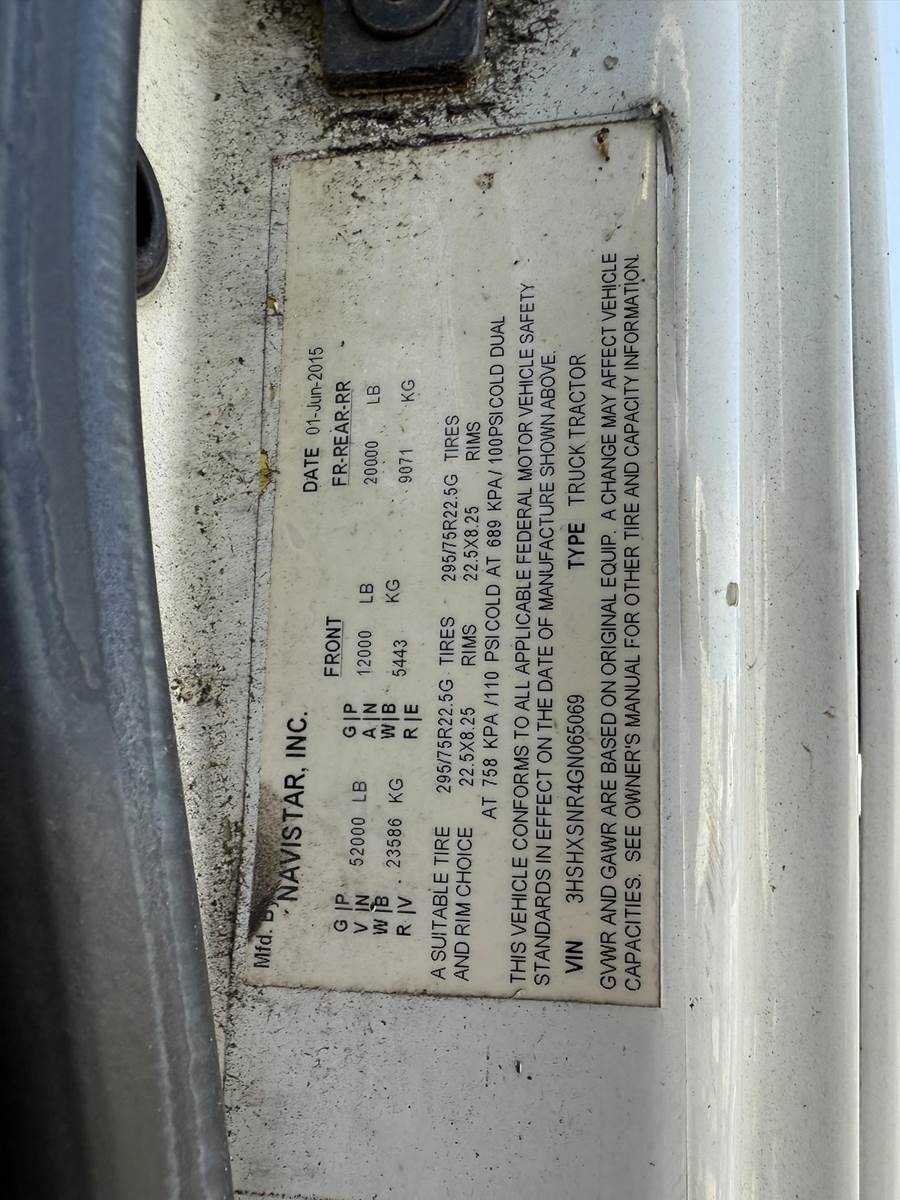 Mfd. B
NAVISTAR, INC.
DATE 01-Jun-2015
G|P 52000 LB G|P FRONT FR-REAR-RR
V|N A|N 12000 LB 20000 LB
W|B 23586 KG W|B 5443 KG 9071 KG
R|V R|E
A SUITABLE TIRE 295/75R22.5G TIRES 295/75R22.5G TIRES
AND RIM CHOICE 22.5X8.25 RIMS 22.5X8.25 RIMS
AT 758 KPA /110 PSI COLD AT 689 KPA/ 100PSI COLD DUAL
THIS VEHICLE CONFORMS TO ALL APPLICABLE FEDERAL MOTOR VEHICLE SAFETY
STANDARDS IN EFFECT ON THE DATE OF MANUFACTURE SHOWN ABOVE.
VIN 3HSHXSNR4GN065069 TYPE TRUCK TRACTOR
GVWR AND GAWR ARE BASED ON ORIGINAL EQUIP. A CHANGE MAY AFFECT VEHICLE
CAPACITIES. SEE OWNER'S MANUAL FOR OTHER TIRE AND CAPACITY INFORMATION.